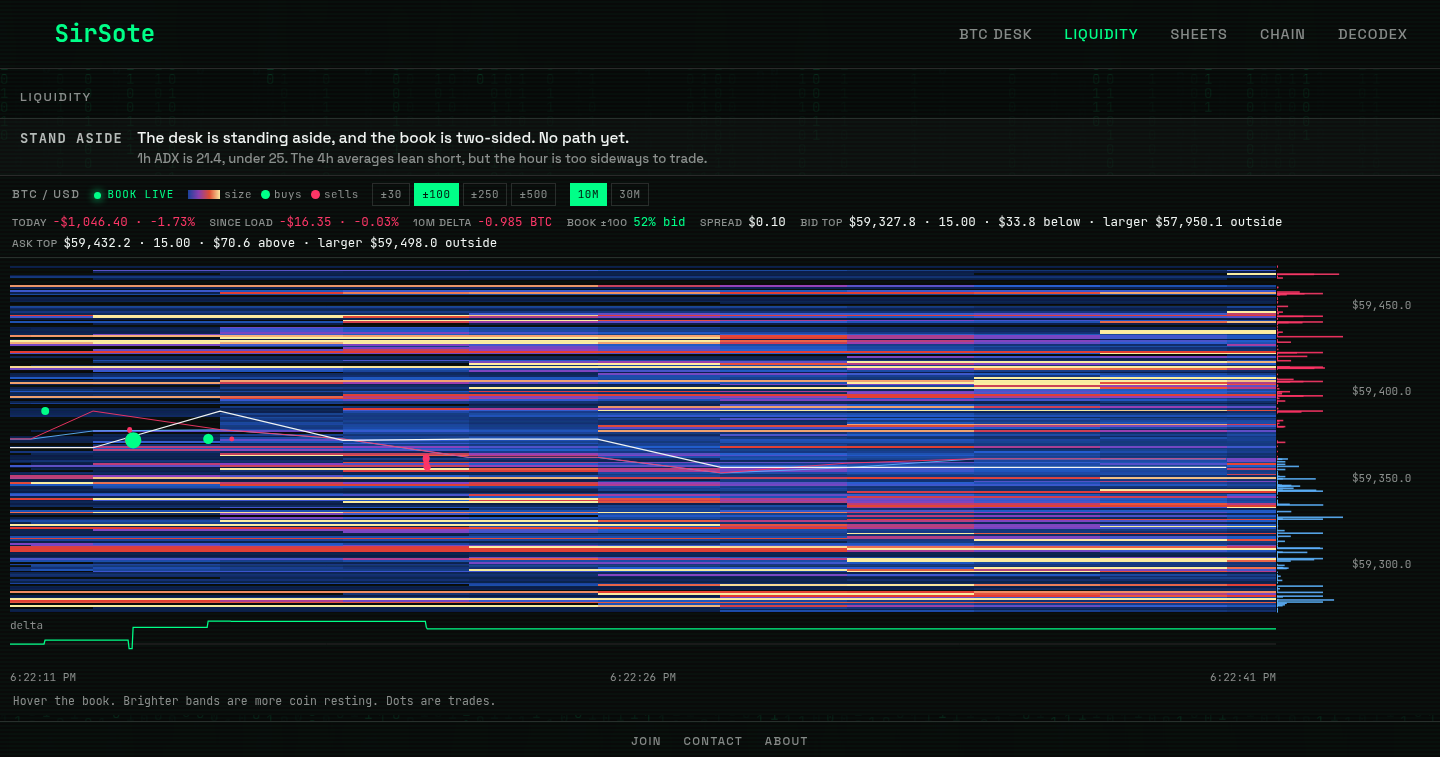 SirSote
BTC DESK LIQUIDITY SHEETS CHAIN DECODEX
LIQUIDITY
STAND ASIDE The desk is standing aside, and the book is two-sided. No path yet.
1h ADX is 21.4, under 25. The 4h averages lean short, but the hour is too sideways to trade.
BTC / USD BOOK LIVE size buys sells ±30 ±100 ±250 ±500 10M 30M
TODAY -$1,046.40 · -1.73% SINCE LOAD -$16.35 · -0.03% 10M DELTA -0.985 BTC BOOK ±100 52% bid SPREAD $0.10 BID TOP $59,327.8 · 15.00 · $33.8 below · larger $57,950.1 outside
ASK TOP $59,432.2 · 15.00 · $70.6 above · larger $59,498.0 outside
$59,450.0
$59,400.0
$59,350.0
$59,300.0
delta
6:22:11 PM 6:22:26 PM 6:22:41 PM
Hover the book. Brighter bands are more coin resting. Dots are trades.
JOIN CONTACT ABOUT